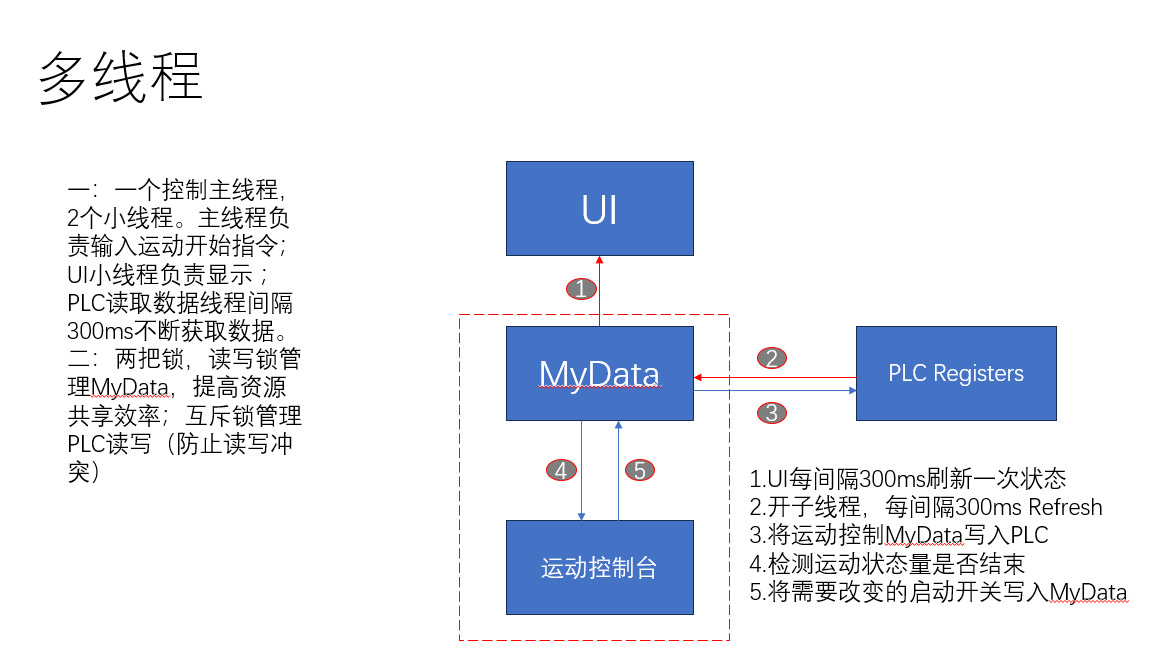 多线程
一：一个控制主线程，
2个小线程。主线程负
责输入运动开始指令；
UI小线程负责显示；
PLC读取数据线程间隔
300ms不断获取数据。
二：两把锁，读写锁管
理MyData，提高资源
共享效率；互斥锁管理
PLC读写（防止读写冲
突）
UI
1
MyData
2
PLC Registers
3
4
5
运动控制台
1.UI每间隔300ms刷新一次状态
2.开子线程，每间隔300ms Refresh
3.将运动控制MyData写入PLC
4.检测运动状态量是否结束
5.将需要改变的启动开关写入MyData